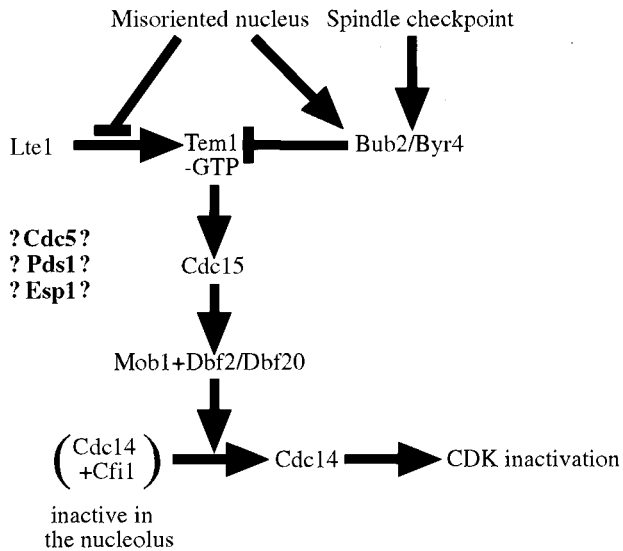 Misoriented nucleus Spindle checkpoint
Lte1 Tem1 Bub2/Byr4
-GTP
?Cdc5?
? Pds1?
? Esp1?
Cdc15
Mob1+Dbf2/Dbf20
(Cdc14
+Cfi1) Cdc14 CDK inactivation
inactive in
the nucleolus